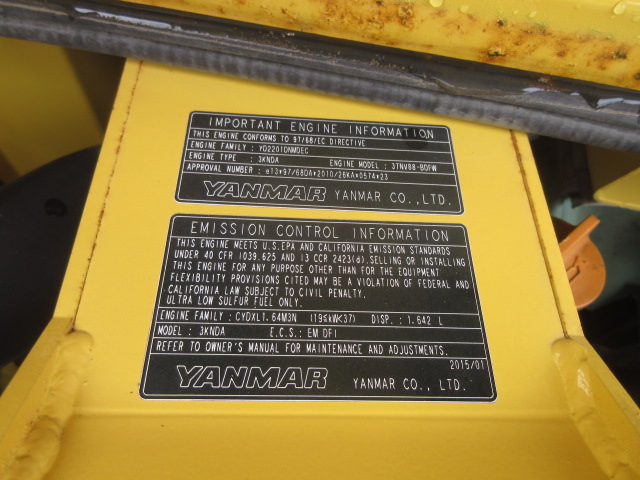 IMPORTANT ENGINE INFORMATION
THIS ENGINE CONFORMS TO 97/68/EC DIRECTIVE
ENGINE FAMILY : YD2201DNMDEC
ENGINE TYPE : 3KNDA ENGINE MODEL : 3TNV88-BDFW
APPROVAL NUMBER : e13*97/68DA*2010/26KA*0574*23
YANMAR YANMAR CO.,LTD.
EMISSION CONTROL INFORMATION
THIS ENGINE MEETS U.S.EPA AND CALIFORNIA EMISSION STANDARDS
UNDER 40 CFR 1039.625 AND 13 CCR 2423(d).SELLING OR INSTALLING
THIS ENGINE FOR ANY PURPOSE OTHER THAN FOR THE EQUIPMENT
FLEXIBILITY PROVISIONS CITED MAY BE A VIOLATION OF FEDERAL AND
CALIFORNIA LAW SUBJECT TO CIVIL PENALTY.
ULTRA LOW SULFUR FUEL ONLY.
ENGINE FAMILY : CYDXL1.64M3N (19≤kW<37) DISP. : 1.642 L
MODEL : 3KNDA E.C.S.: EM DFI
REFER TO OWNER'S MANUAL FOR MAINTENANCE AND ADJUSTMENTS.
2015/01
YANMAR YANMAR CO., LTD.